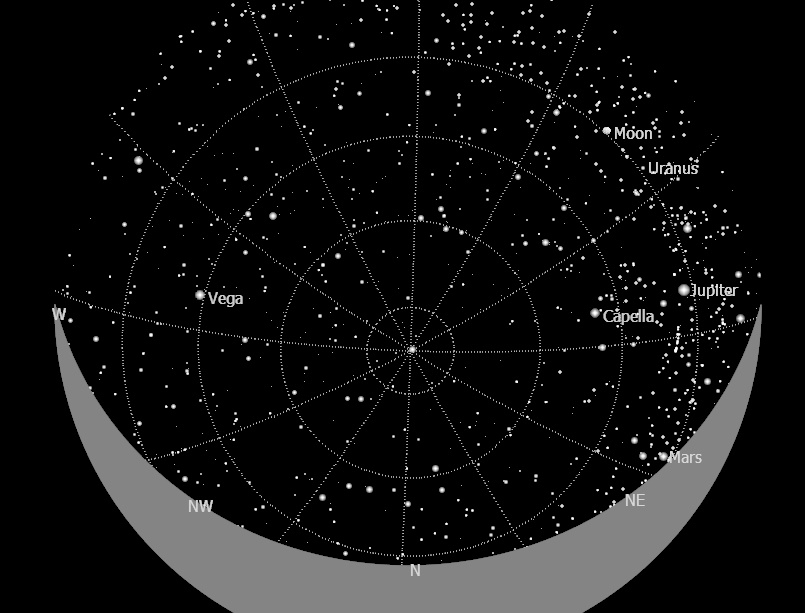 Moon
Uranus
Jupiter
Vega
W
Capella
Mars
NW
NE
N